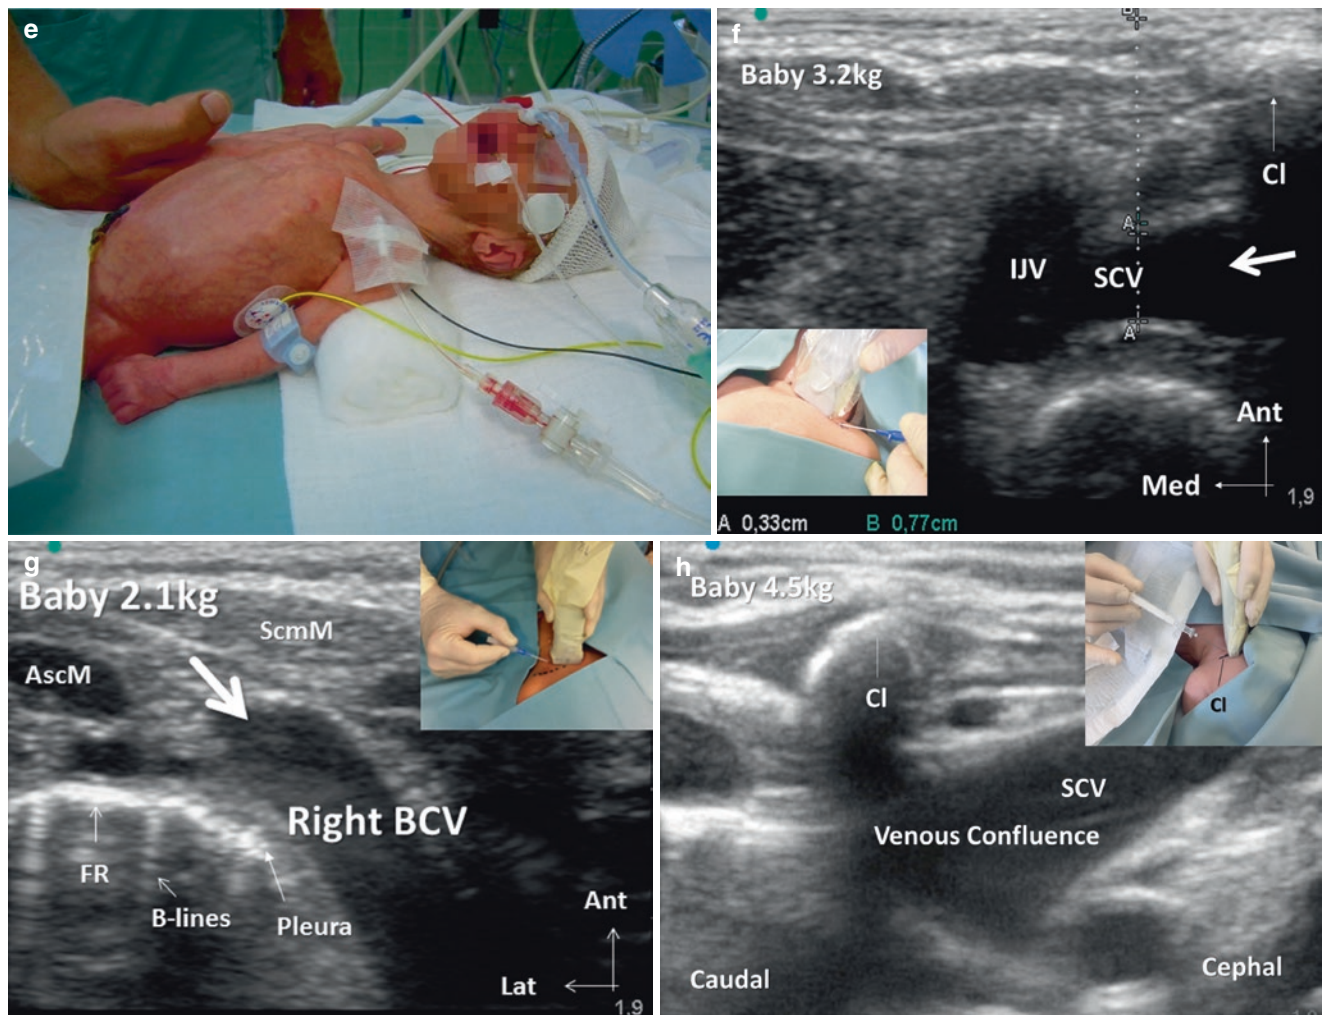 e
f
Baby 3.2kg
B
Cl
A
IJV
SCV
A
Ant
Med
1,9
A 0,33cm
B 0,77cm
g
Baby 2.1kg
ScmM
AscM
Right BCV
FR
B-lines
Pleura
Ant
Lat
1.9
h
Baby 4.5kg
Cl
Cl
SCV
Venous Confluence
Caudal
Cephal